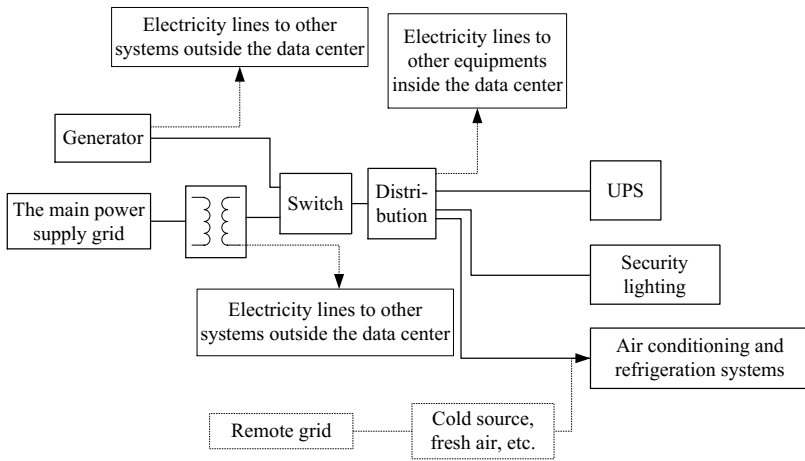 Electricity lines to other
systems outside the data center
Electricity lines to
other equipments
inside the data center
Generator
The main power
supply grid
Switch
Distri-
bution
UPS
Security
lighting
Electricity lines to other
systems outside the data center
Air conditioning and
refrigeration systems
Remote grid
Cold source,
fresh air, etc.